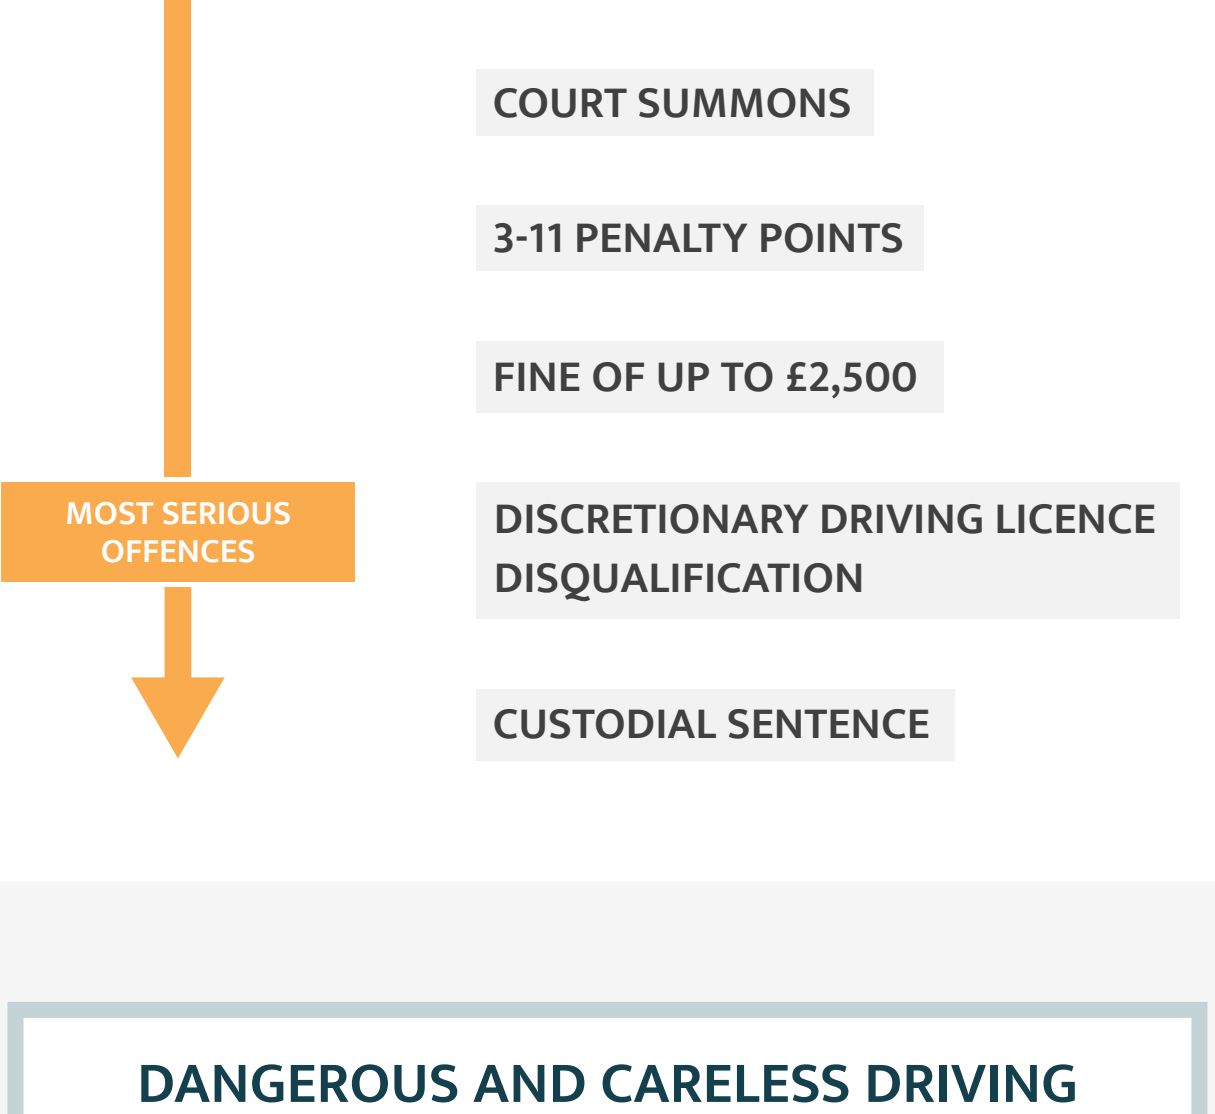 COURT SUMMONS
3-11 PENALTY POINTS
FINE OF UP TO £2,500
MOST SERIOUS
OFFENCES
DISCRETIONARY DRIVING LICENCE
DISQUALIFICATION
CUSTODIAL SENTENCE
DANGEROUS AND CARELESS DRIVING